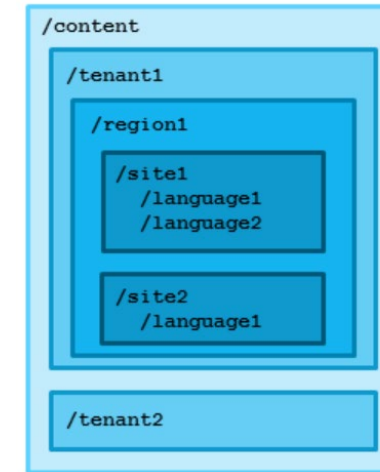 /content
/tenant1
/region1
/site1
/language1
/language2
/site2
/language1
/tenant2